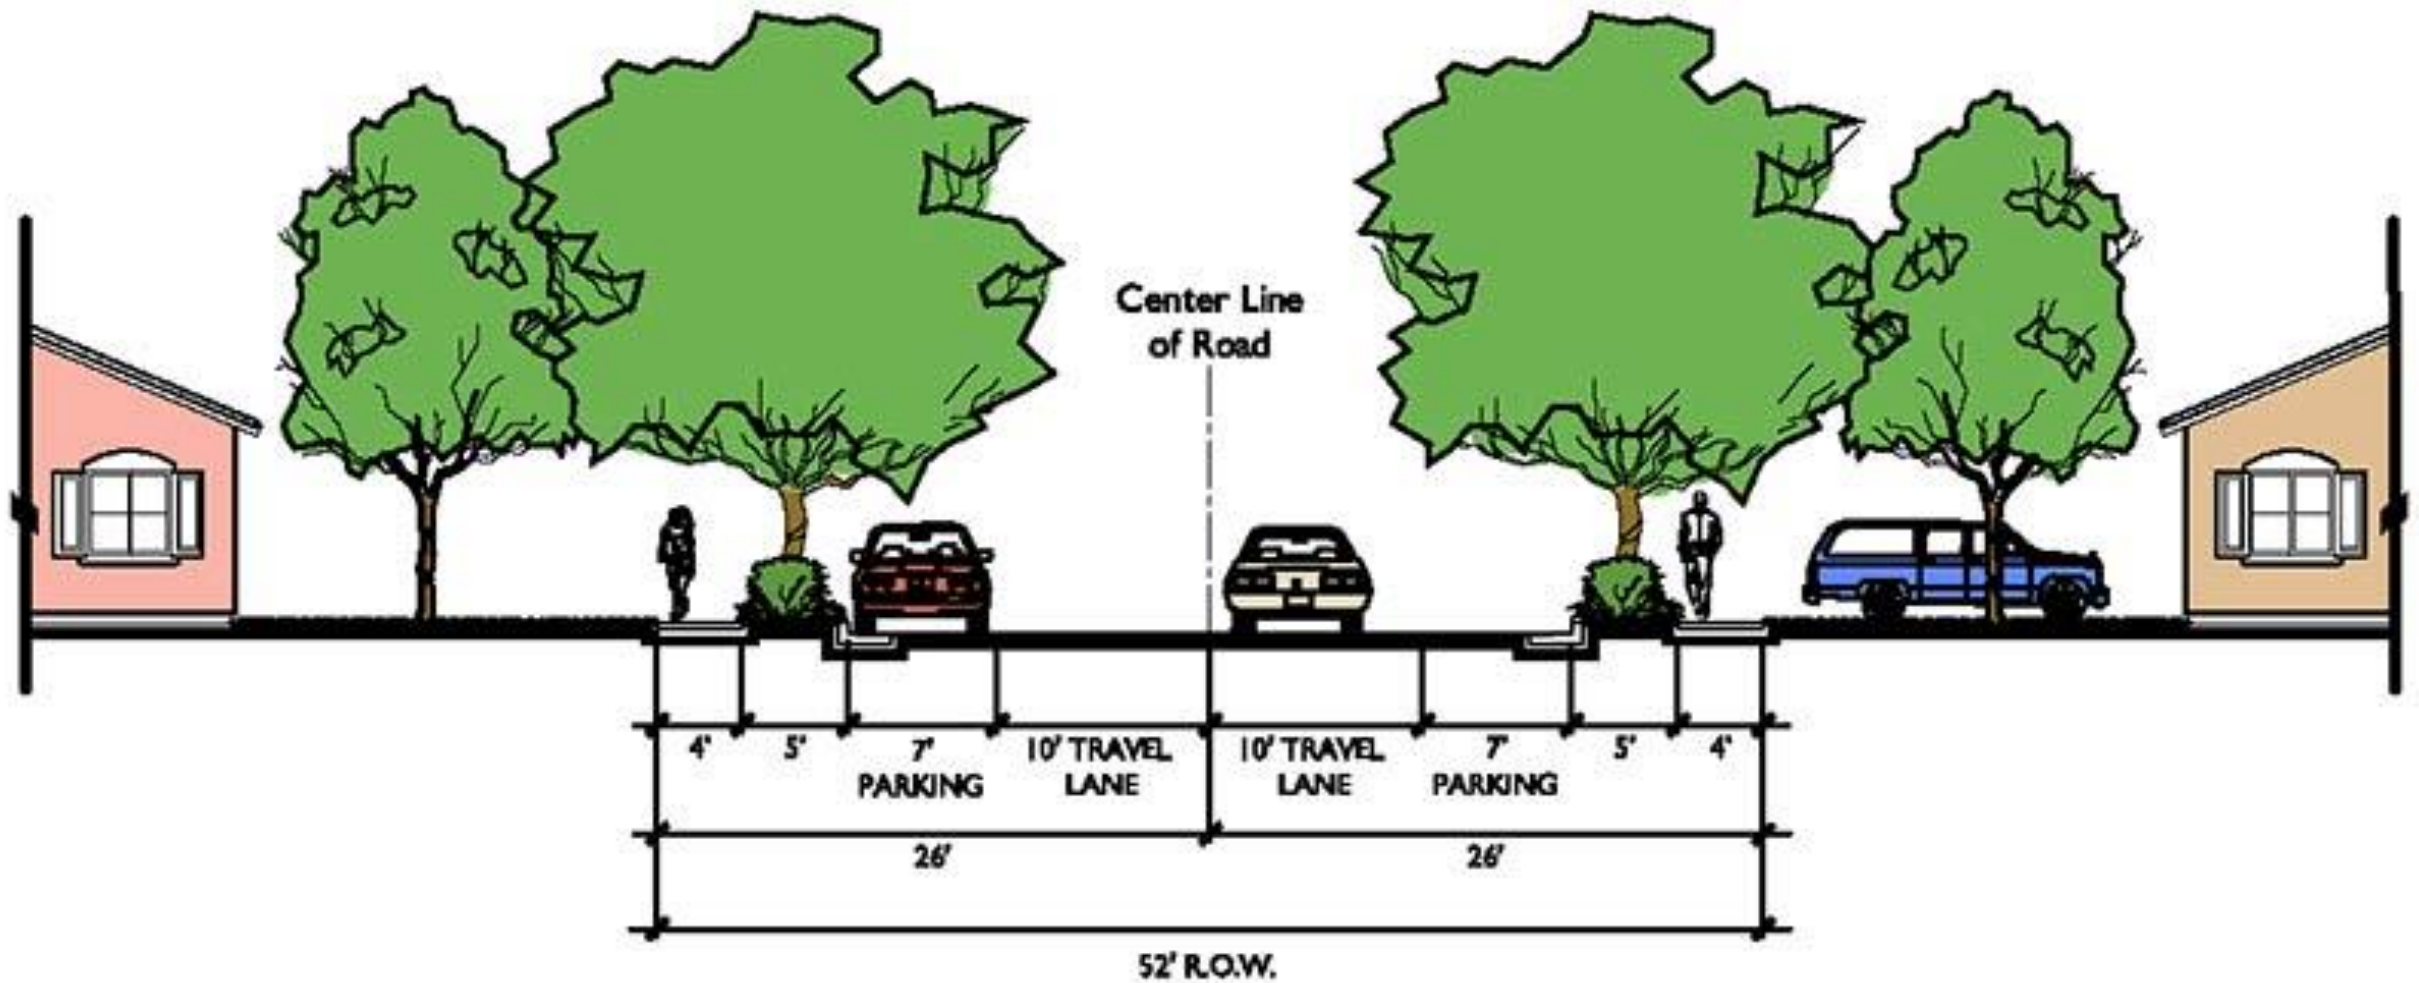 Center Line
of Road
4' 5' 7' 10' TRAVEL 10' TRAVEL 7' 5' 4'
PARKING LANE LANE PARKING
26' 26'
52' R.O.W.